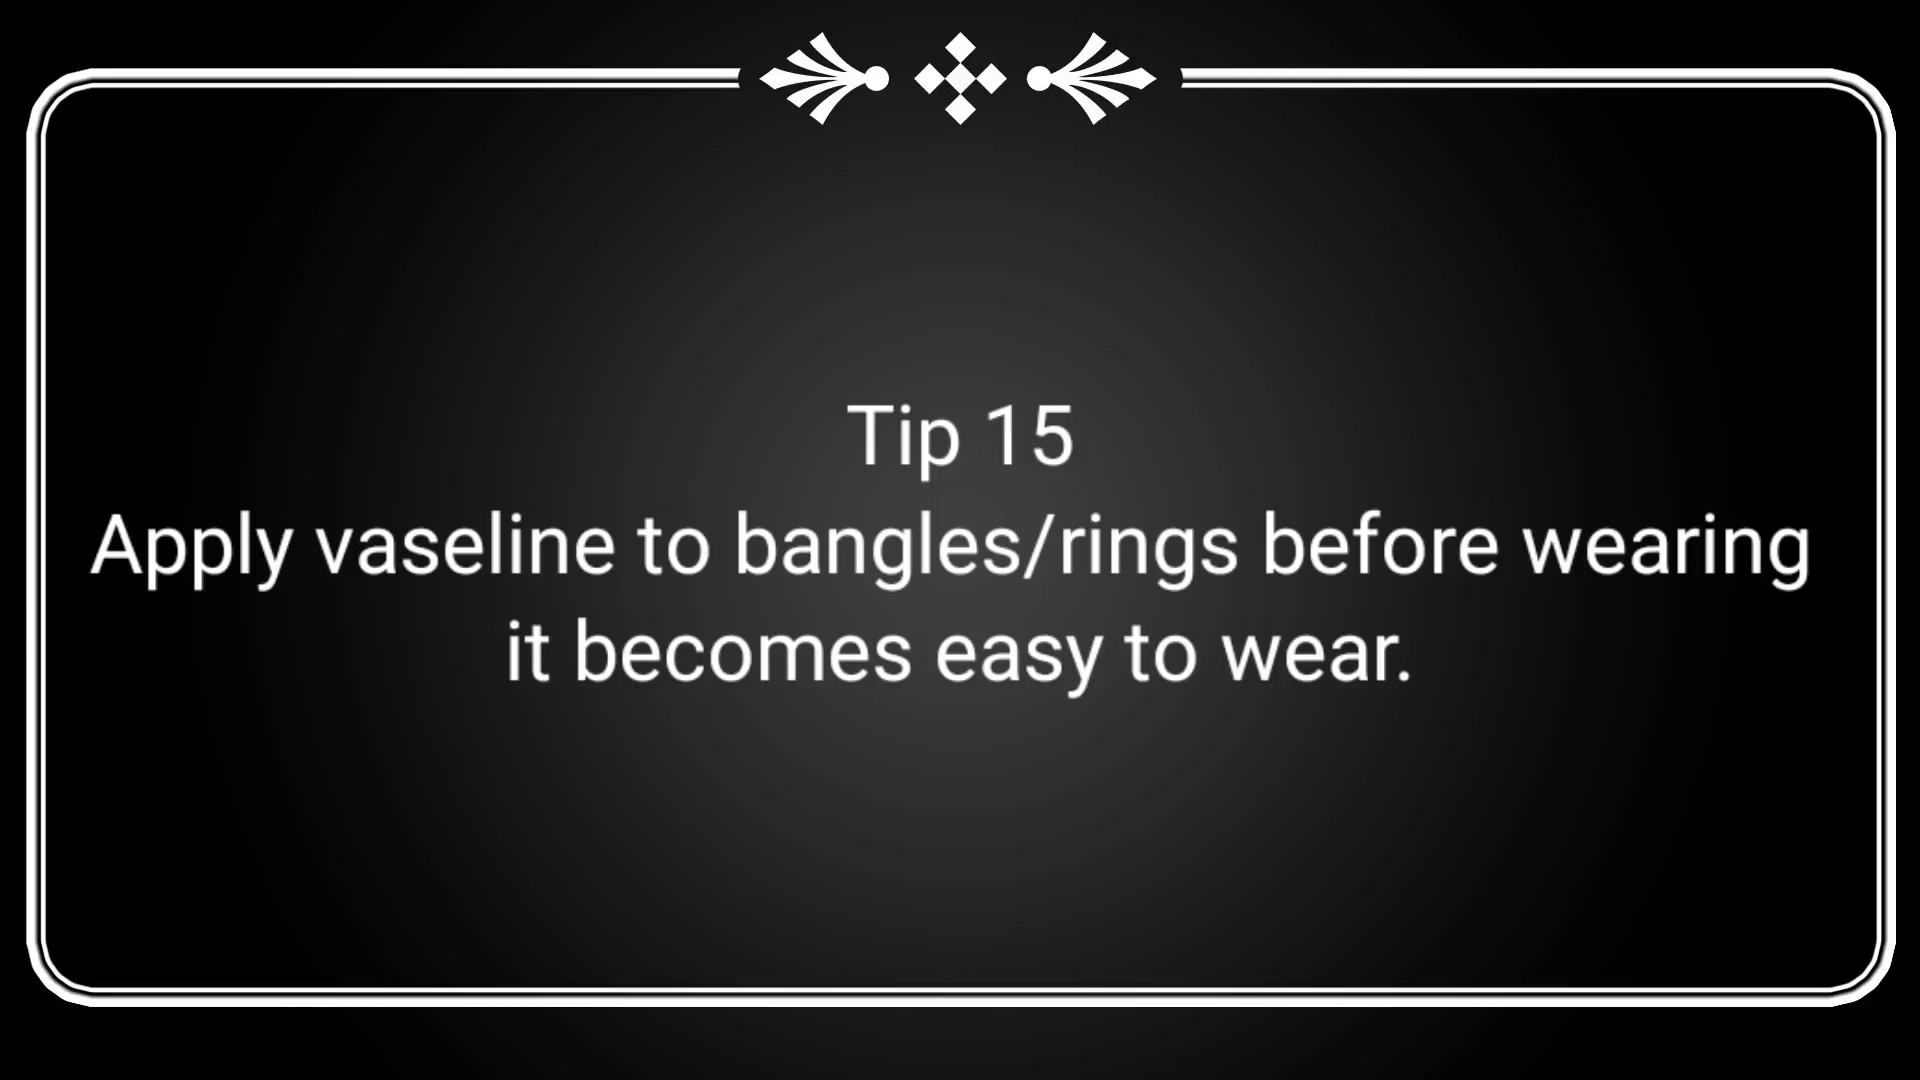 Tip 15
Apply vaseline to bangles/rings before wearing
it becomes easy to wear.